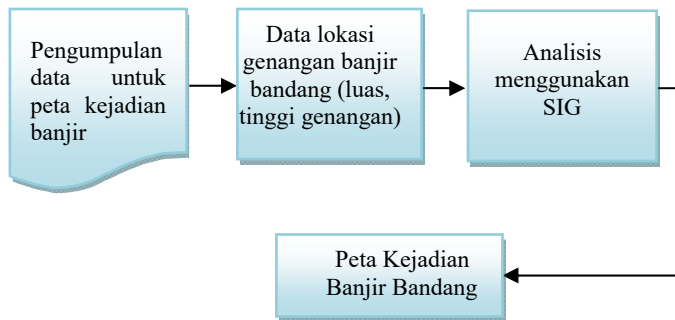 Pengumpulan
data untuk
peta kejadian
banjir
Data lokasi
genangan banjir
bandang (luas,
tinggi genangan)
Analisis
menggunakan
SIG
Peta Kejadian
Banjir Bandang